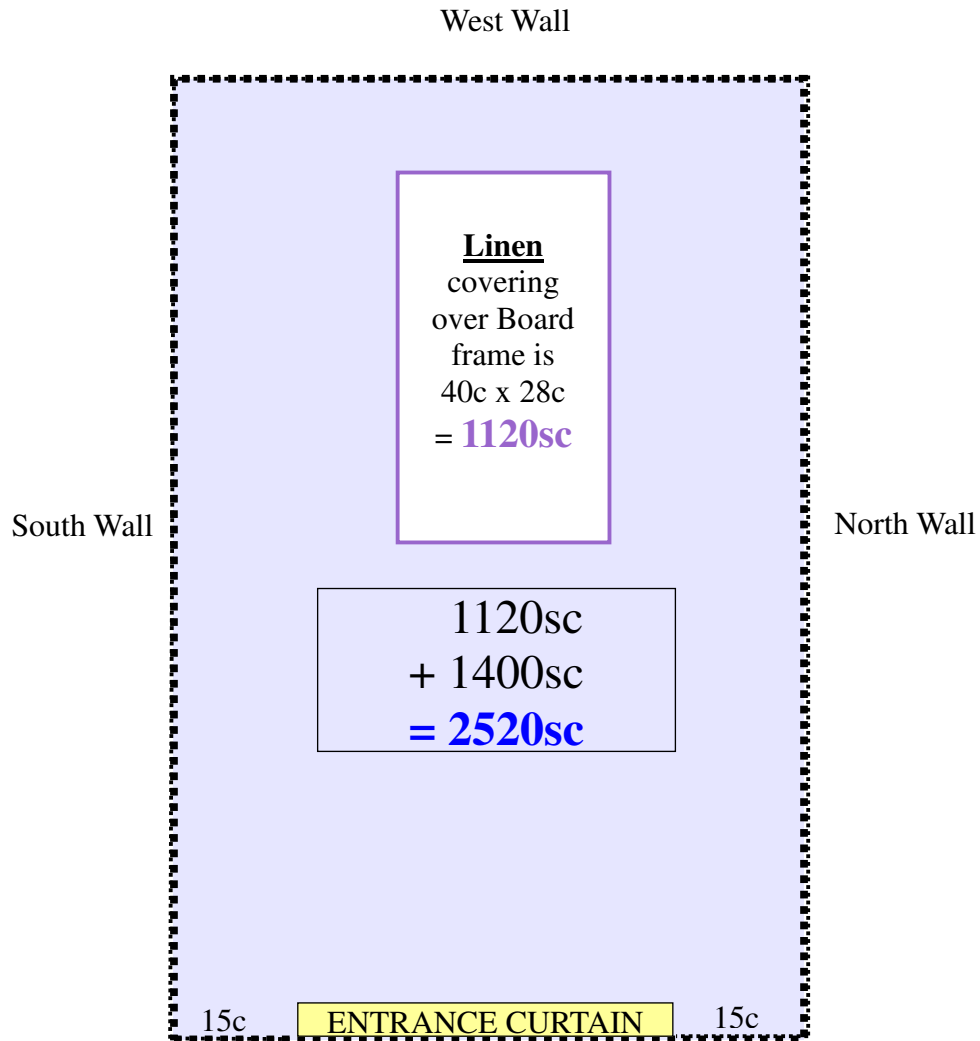 West Wall
Linen
covering
over Board
frame is
40c x 28c
= 1120sc
South Wall
North Wall
1120sc
+ 1400sc
= 2520sc
15c
ENTRANCE CURTAIN
15c